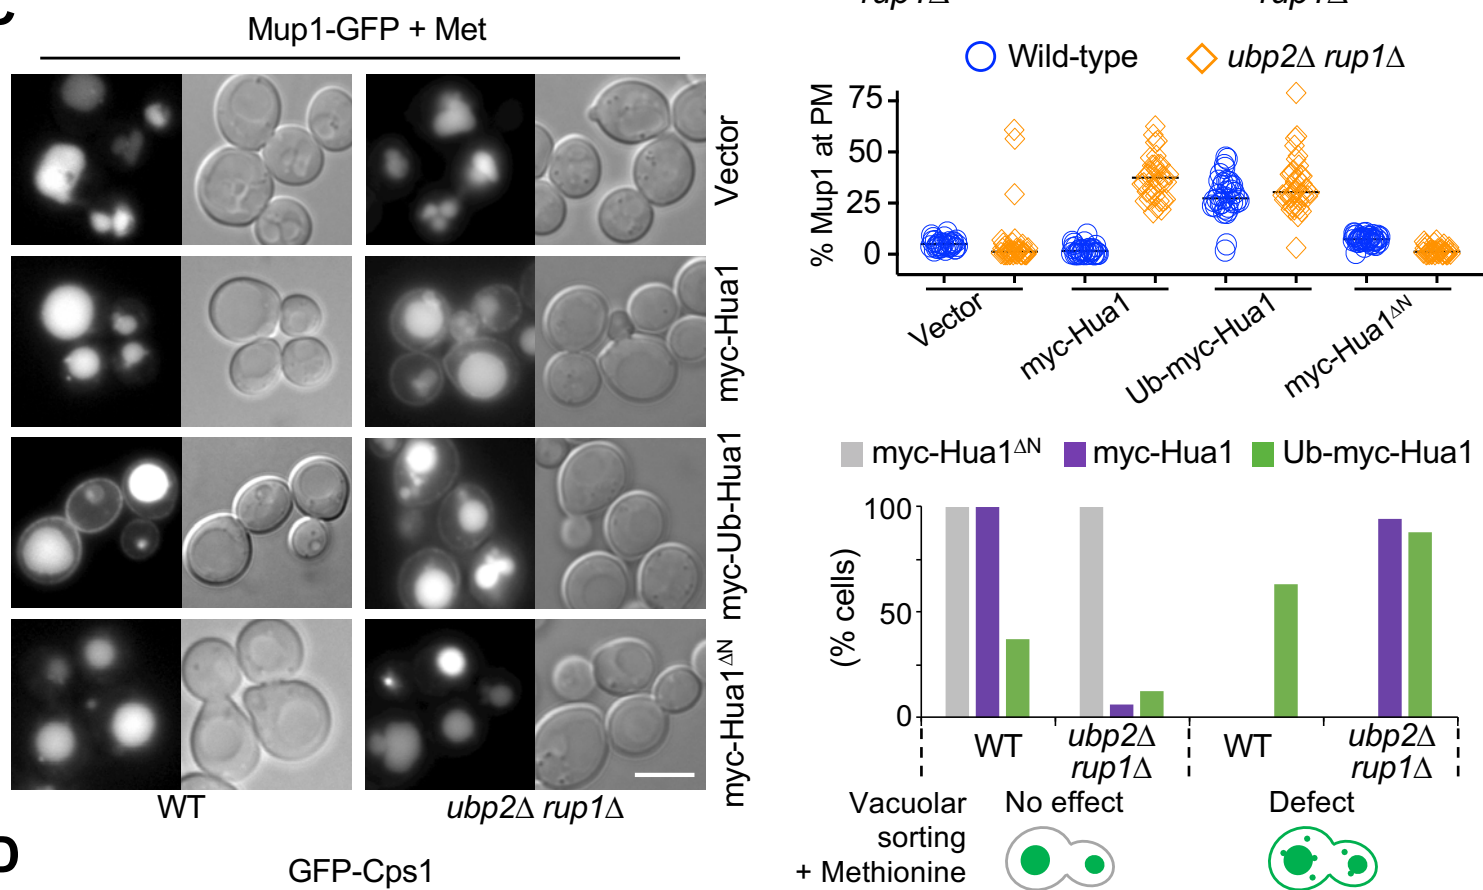 C
Mup1-GFP + Met
Vector
myc-Hua1
myc-Ub-Hua1
myc-Hua1ΔN
WT
ubp2Δ rup1Δ
D
GFP-Cps1
rup1Δ
rup1Δ
Wild-type
ubp2Δ rup1Δ
% Mup1 at PM
75
50
25
0
Vector
myc-Hua1
Ub-myc-Hua1
myc-Hua1ΔN
myc-Hua1ΔN
myc-Hua1
Ub-myc-Hua1
(% cells)
100
50
0
WT
ubp2Δ
rup1Δ
WT
ubp2Δ
rup1Δ
Vacuolar
sorting
+ Methionine
No effect
Defect